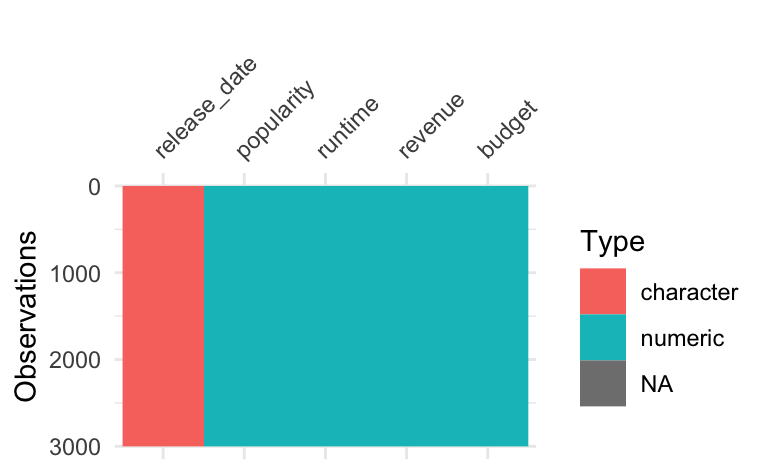 release_date
popularity
runtime
revenue
budget
Observations
0
1000
2000
3000
Type
character
numeric
NA